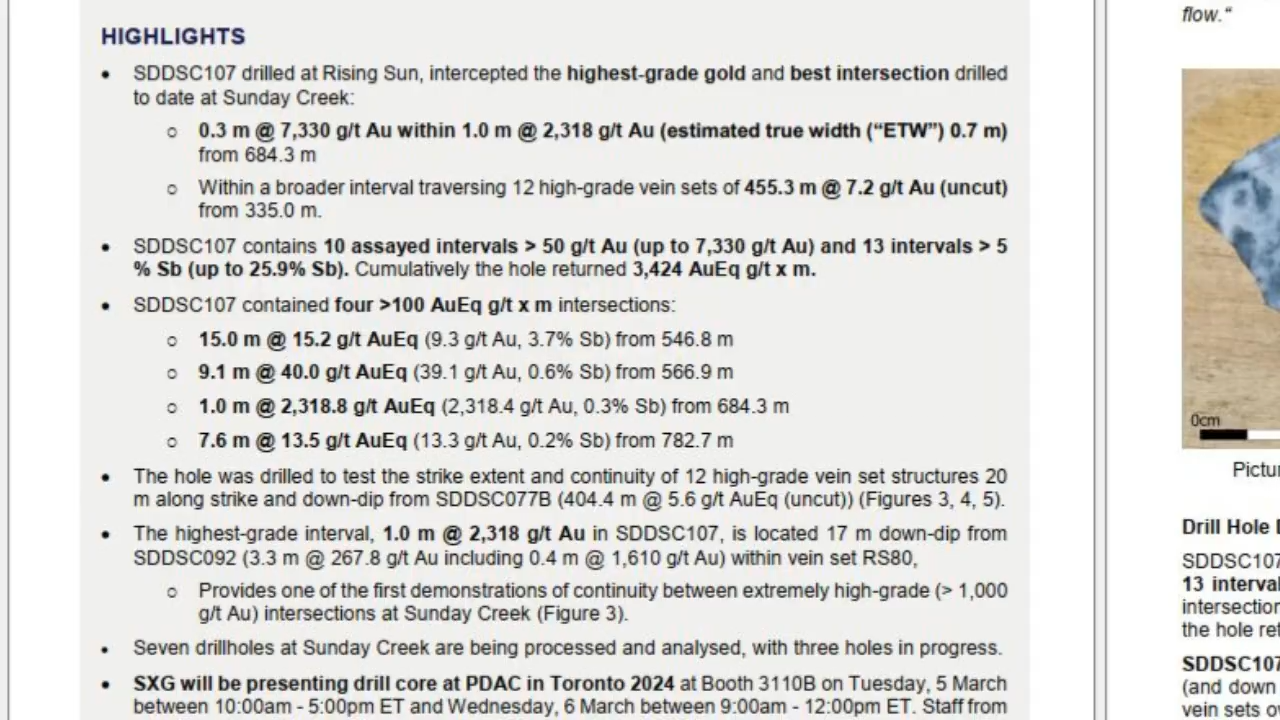 HIGHLIGHTS
• SDDSC107 drilled at Rising Sun, intercepted the highest-grade gold and best intersection drilled
to date at Sunday Creek:
o 0.3 m @ 7,330 g/t Au within 1.0 m @ 2,318 g/t Au (estimated true width (“ETW”) 0.7 m)
from 684.3 m
o Within a broader interval traversing 12 high-grade vein sets of 455.3 m @ 7.2 g/t Au (uncut)
from 335.0 m.
• SDDSC107 contains 10 assayed intervals > 50 g/t Au (up to 7,330 g/t Au) and 13 intervals > 5
% Sb (up to 25.9% Sb). Cumulatively the hole returned 3,424 AuEq g/t x m.
• SDDSC107 contained four >100 AuEq g/t x m intersections:
o 15.0 m @ 15.2 g/t AuEq (9.3 g/t Au, 3.7% Sb) from 546.8 m
o 9.1 m @ 40.0 g/t AuEq (39.1 g/t Au, 0.6% Sb) from 566.9 m
o 1.0 m @ 2,318.8 g/t AuEq (2,318.4 g/t Au, 0.3% Sb) from 684.3 m
o 7.6 m @ 13.5 g/t AuEq (13.3 g/t Au, 0.2% Sb) from 782.7 m
• The hole was drilled to test the strike extent and continuity of 12 high-grade vein set structures 20
m along strike and down-dip from SDDSC077B (404.4 m @ 5.6 g/t AuEq (uncut)) (Figures 3, 4, 5).
• The highest-grade interval, 1.0 m @ 2,318 g/t Au in SDDSC107, is located 17 m down-dip from
SDDSC092 (3.3 m @ 267.8 g/t Au including 0.4 m @ 1,610 g/t Au) within vein set RS80,
o Provides one of the first demonstrations of continuity between extremely high-grade (> 1,000
g/t Au) intersections at Sunday Creek (Figure 3).
• Seven drillholes at Sunday Creek are being processed and analysed, with three holes in progress.
• SXG will be presenting drill core at PDAC in Toronto 2024 at Booth 3110B on Tuesday, 5 March
between 10:00am - 5:00pm ET and Wednesday, 6 March between 9:00am - 12:00pm ET. Staff from
flow.“
0cm
Pictur
Drill Hole
SDDSC107
13 interval
intersection
the hole ret
SDDSC107
(and down
vein sets ov